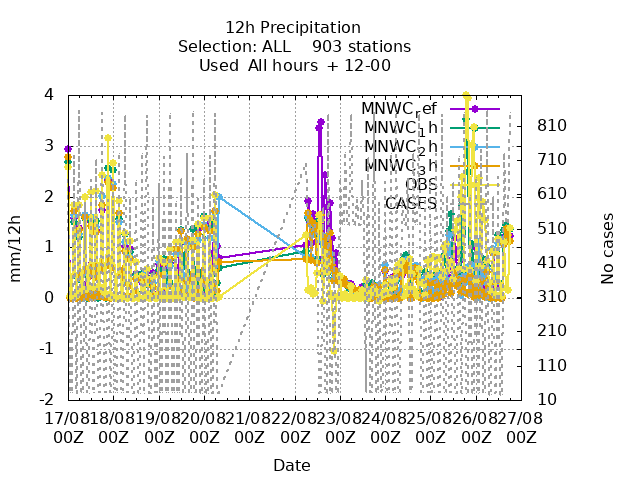 12h Precipitation
Selection: ALL 903 stations
Used All hours + 12-00
MNWC_ref
MNWC_1h
MNWC_2h
MNWC_3h
OBS
CASES
4
3
2
1
0
-1
-2
mm/12h
810
710
610
510
410
310
210
110
10
No cases
17/08 18/08 19/08 20/08 21/08 22/08 23/08 24/08 25/08 26/08 27/08
00Z 00Z 00Z 00Z 00Z 00Z 00Z 00Z 00Z 00Z 00Z
Date